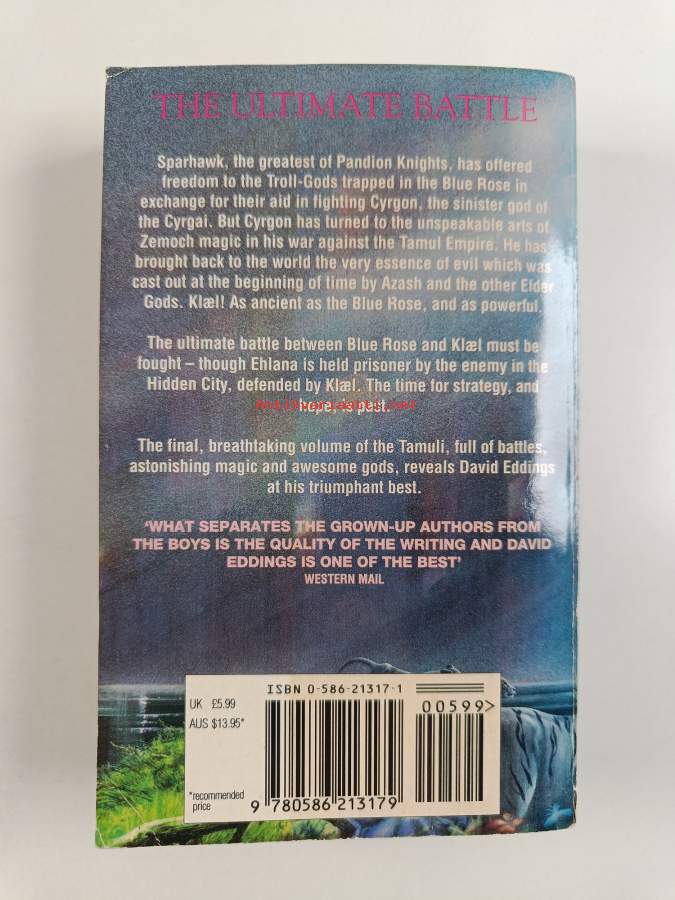 THE ULTIMATE BATTLE
Sparhawk, the greatest of Pandion Knights, has offered
freedom to the Troll-Gods trapped in the Blue Rose in
exchange for their aid in fighting Cyrgon, the sinister god of
the Cyrgai. But Cyrgon has turned to the unspeakable arts of
Zemoch magic in his war against the Tamul Empire. He has
brought back to the world the very essence of evil which was
cast out at the beginning of time by Azash and the other Elder
Gods. Klæl! As ancient as the Blue Rose, and as powerful.
The ultimate battle between Blue Rose and Klæl must be
fought – though Ehlana is held prisoner by the enemy in the
Hidden City, defended by Klæl. The time for strategy, and
past.
The final, breathtaking volume of the Tamuli, full of battles,
astonishing magic and awesome gods, reveals David Eddings
at his triumphant best.
'WHAT SEPARATES THE GROWN-UP AUTHORS FROM
THE BOYS IS THE QUALITY OF THE WRITING AND DAVID
EDDINGS IS ONE OF THE BEST'
WESTERN MAIL
ISBN 0-586-21317-1
UK £5.99
AUS $13.95*
00599>
*recommended
price
9 780586 213179